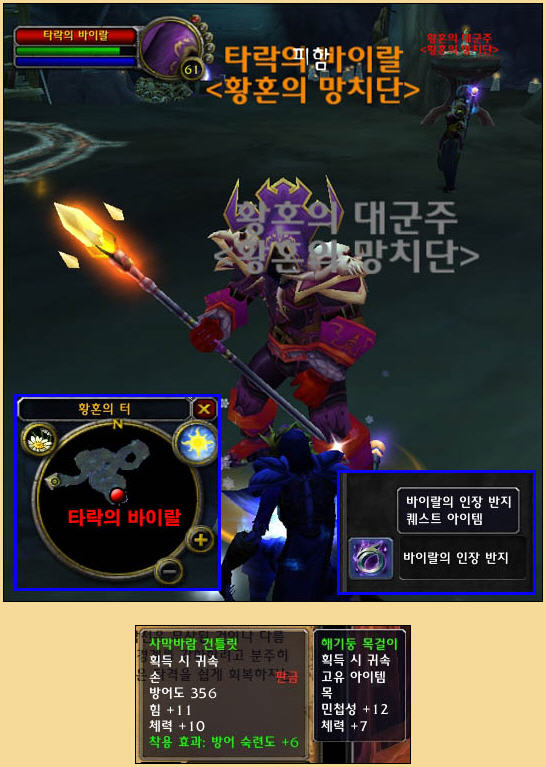 타락의 바이랄
61
타락의 바이랄
피함
<황혼의 망치단>
황혼의 대군주
<황혼의 망치단>
황혼의 대군주
<황혼의 망치단>
황혼의 터
N
타락의 바이랄
바이랄의 인장 반지
퀘스트 아이템
바이랄의 인장 반지
사막바람 건틀릿
획득 시 귀속
손 판금
방어도 356
힘 +11
체력 +10
착용 효과: 방어 숙련도 +6
해기둥 목걸이
획득 시 귀속
고유 아이템
목
민첩성 +12
체력 +7